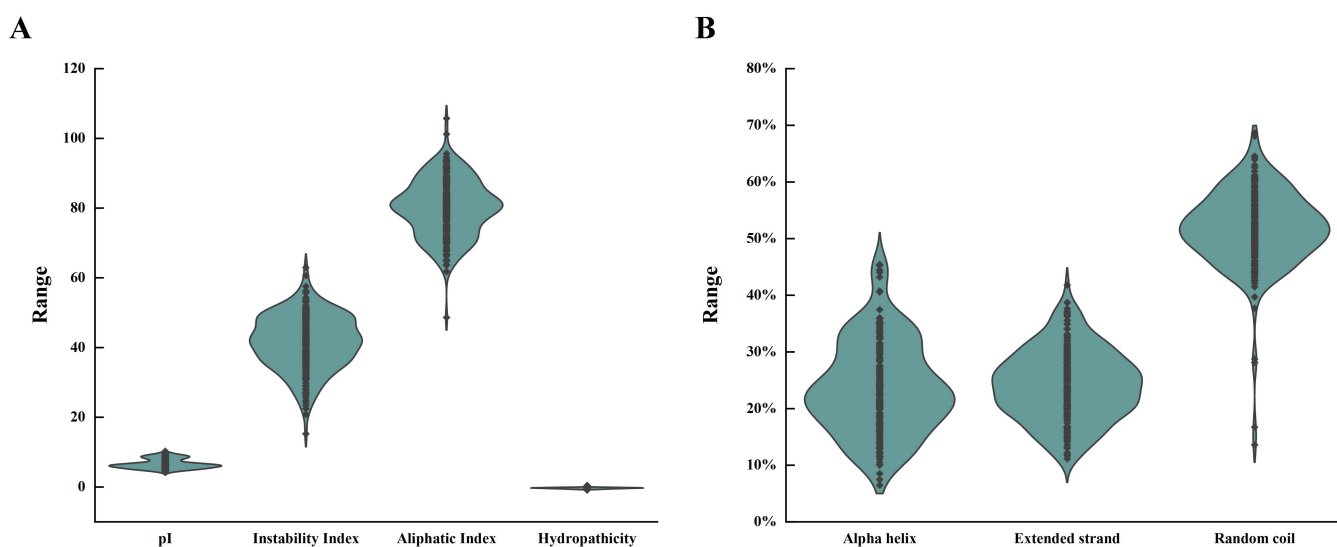 A
120
100
80
60
40
20
0
Range
pI
Instability Index
Aliphatic Index
Hydropathicity
B
80%
70%
60%
50%
40%
30%
20%
10%
0%
Range
Alpha helix
Extended strand
Random coil